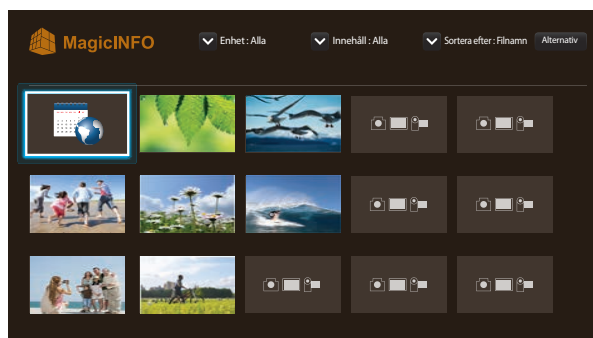 MagicINFO
Enhet : Alla
Innehåll : Alla
Sortera efter : Filnamn
Alternativ